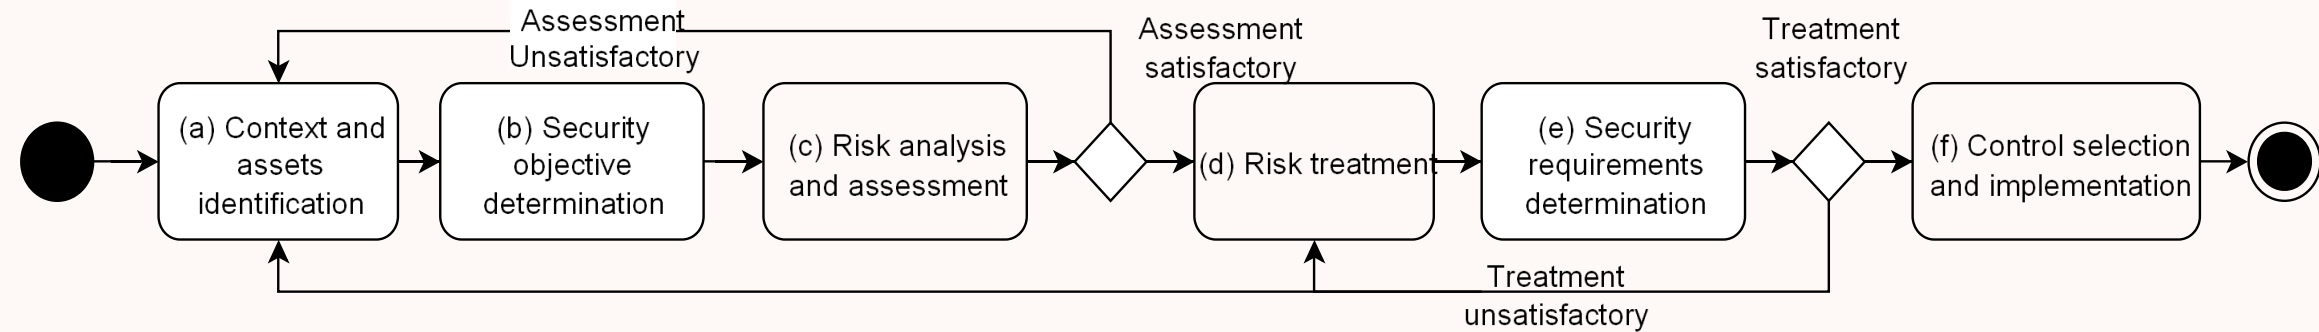 Assessment
Unsatisfactory
Assessment
satisfactory
Treatment
satisfactory
(a) Context and
assets
identification
(b) Security
objective
determination
(c) Risk analysis
and assessment
(d) Risk treatment
(e) Security
requirements
determination
(f) Control selection
and implementation
Treatment
unsatisfactory